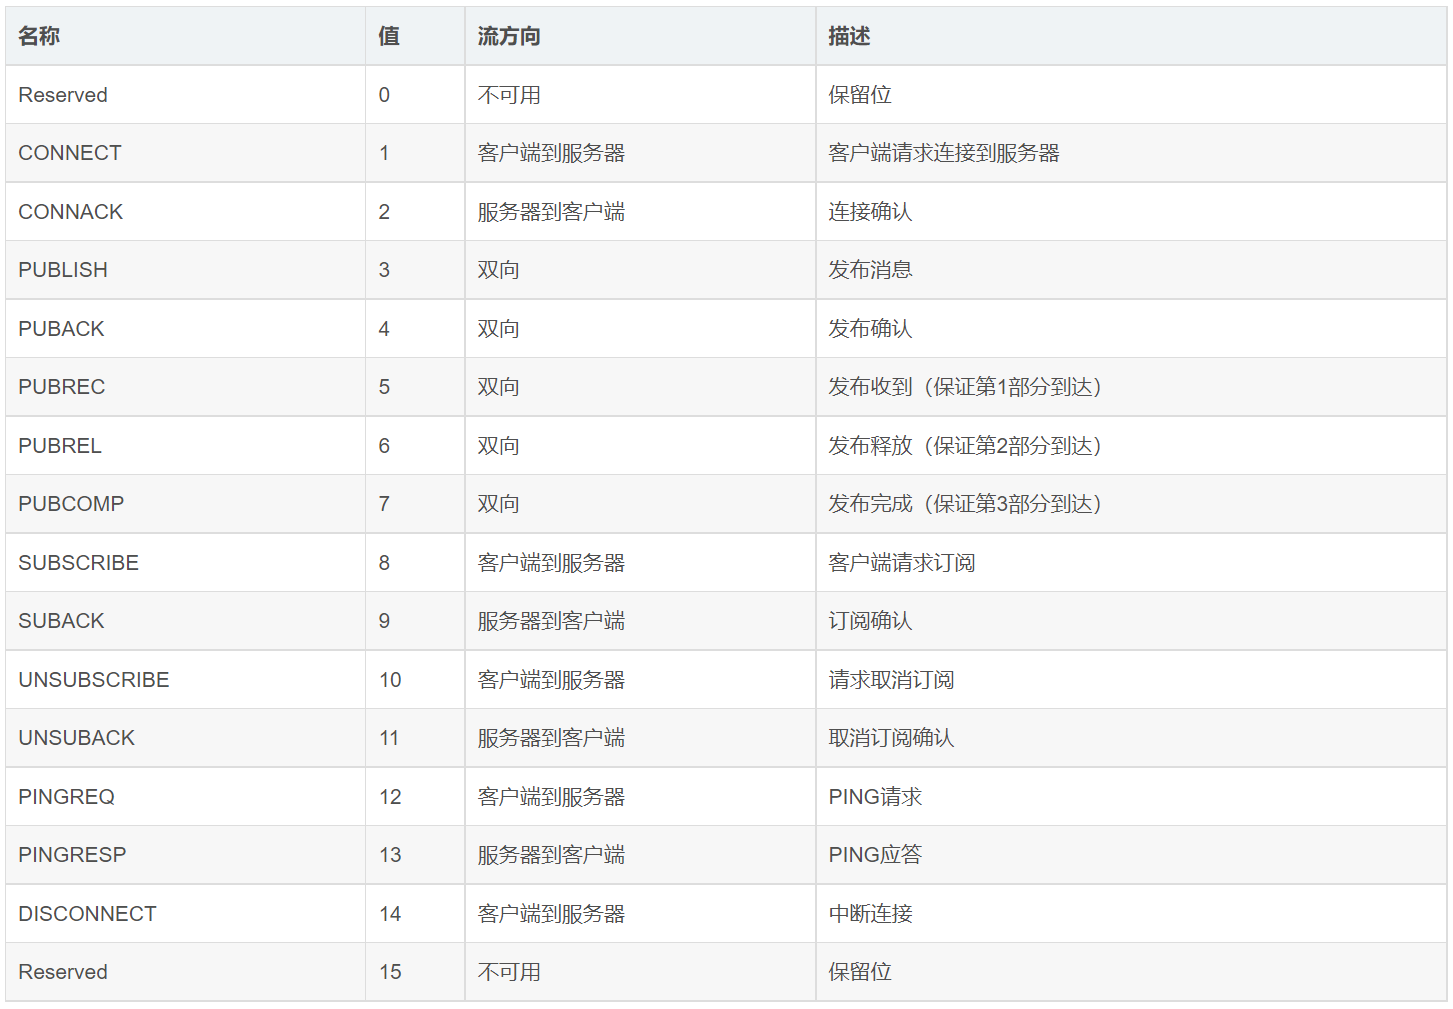 名称 值 流方向 描述
Reserved 0 不可用 保留位
CONNECT 1 客户端到服务器 客户端请求连接到服务器
CONNACK 2 服务器到客户端 连接确认
PUBLISH 3 双向 发布消息
PUBACK 4 双向 发布确认
PUBREC 5 双向 发布收到（保证第1部分到达）
PUBREL 6 双向 发布释放（保证第2部分到达）
PUBCOMP 7 双向 发布完成（保证第3部分到达）
SUBSCRIBE 8 客户端到服务器 客户端请求订阅
SUBACK 9 服务器到客户端 订阅确认
UNSUBSCRIBE 10 客户端到服务器 请求取消订阅
UNSUBACK 11 服务器到客户端 取消订阅确认
PINGREQ 12 客户端到服务器 PING请求
PINGRESP 13 服务器到客户端 PING应答
DISCONNECT 14 客户端到服务器 中断连接
Reserved 15 不可用 保留位